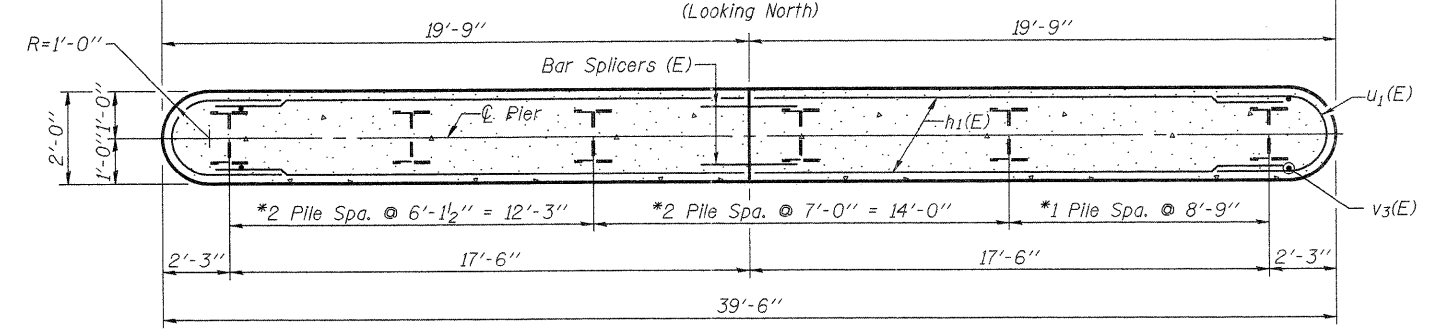 (Looking North)
19'-9"
19'-9"
R=1'-0"
Bar Splicers (E)
℄ Pier
h1(E)
u1(E)
2'-0"
1'-0"
1'-0"
v3(E)
*2 Pile Spa. @ 6'-1½" = 12'-3"
*2 Pile Spa. @ 7'-0" = 14'-0"
*1 Pile Spa. @ 8'-9"
2'-3"
17'-6"
17'-6"
2'-3"
39'-6"